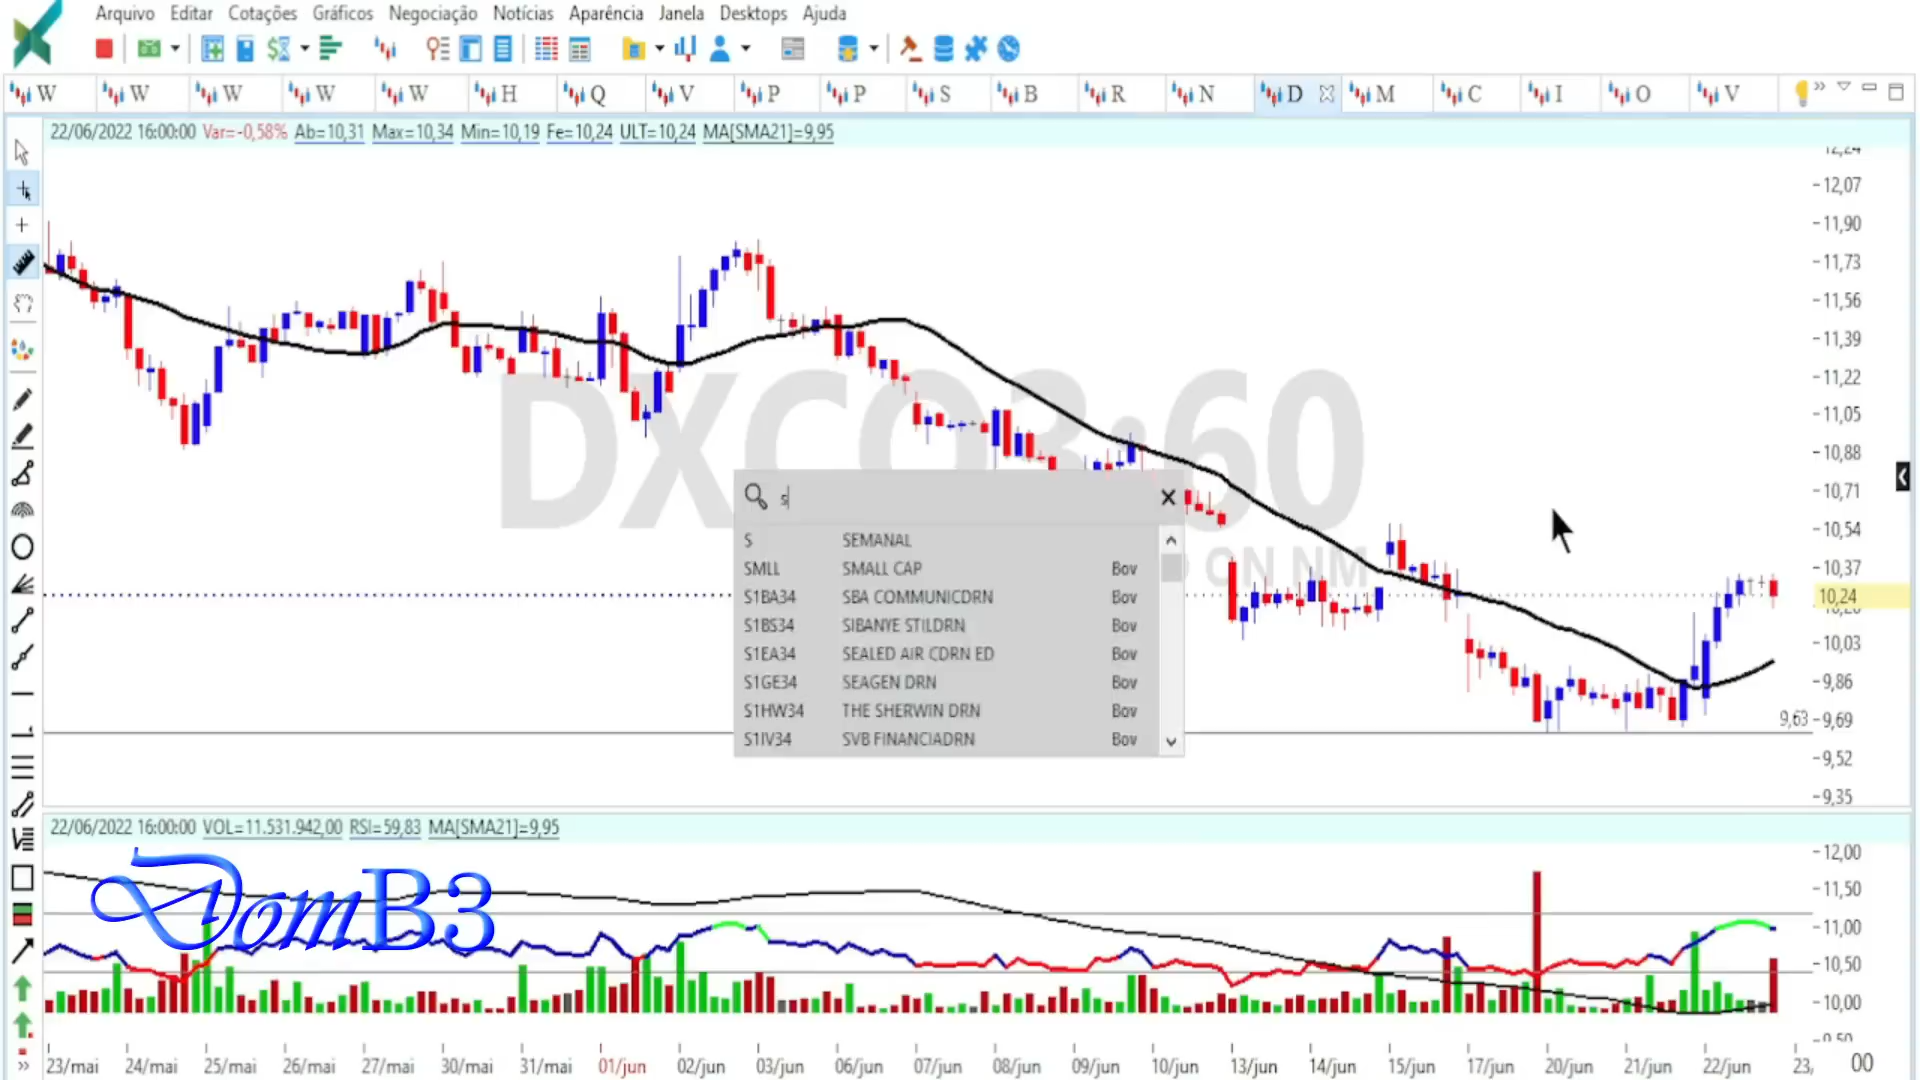 Arquivo Editar Cotações Gráficos Negociação Notícias Aparência Janela Desktops Ajuda
W W W W W H Q V P P S B R N D M C I O V
22/06/2022 16:00:00 Var=-0,58% Ab=10,31 Max=10,34 Min=10,19 Fe=10,24 ULT=10,24 MA[SMA21]=9,95
12,24
12,07
11,90
11,73
11,56
11,39
11,22
11,05
10,88
10,71
10,54
10,37
10,24
10,03
9,86
9,63
9,69
9,52
9,35
DXCO3:60
ON NM
s
S SEMANAL
SMLL SMALL CAP Bov
S1BA34 SBA COMMUNICDRN Bov
S1BS34 SIBANYE STILDRN Bov
S1EA34 SEALED AIR CDRN ED Bov
S1GE34 SEAGEN DRN Bov
S1HW34 THE SHERWIN DRN Bov
S1IV34 SVB FINANCIADRN Bov
22/06/2022 16:00:00 VOL=11.531.942,00 RSI=59,83 MA[SMA21]=9,95
DomB3
12,00
11,50
11,00
10,50
10,00
23/mai 24/mai 25/mai 26/mai 27/mai 30/mai 31/mai 01/jun 02/jun 03/jun 06/jun 07/jun 08/jun 09/jun 10/jun 13/jun 14/jun 15/jun 17/jun 20/jun 21/jun 22/jun 23, 00